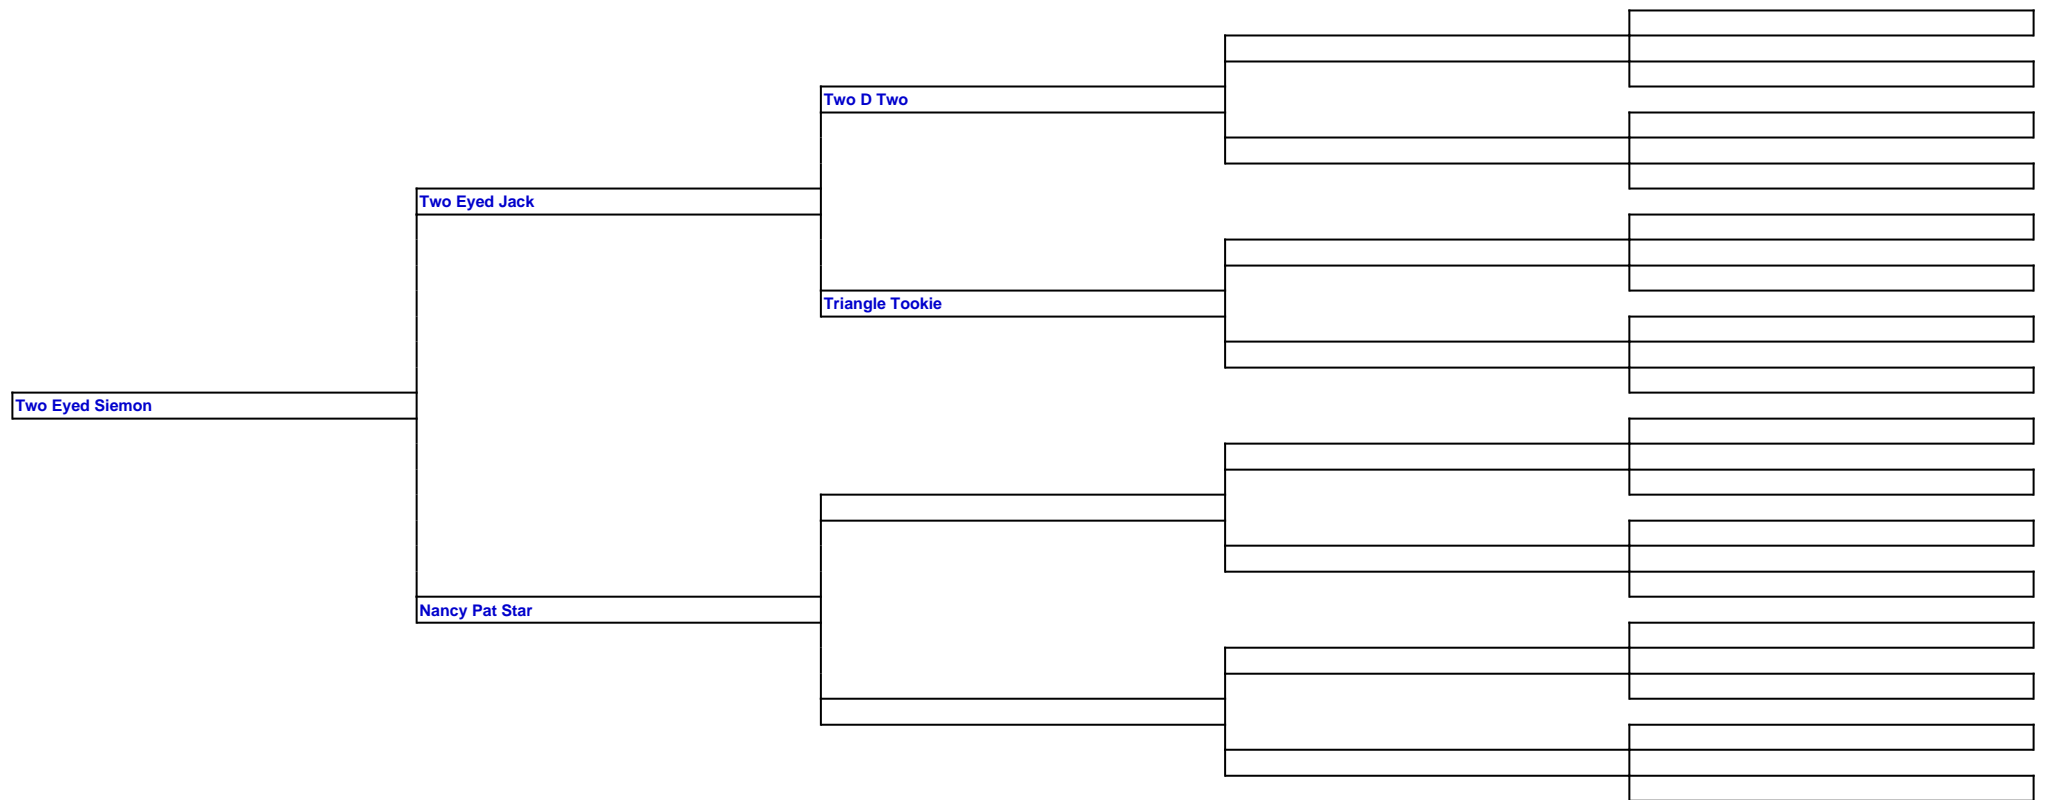 Two D Two
Two Eyed Jack
Triangle Tookie
Two Eyed Siemon
Nancy Pat Star